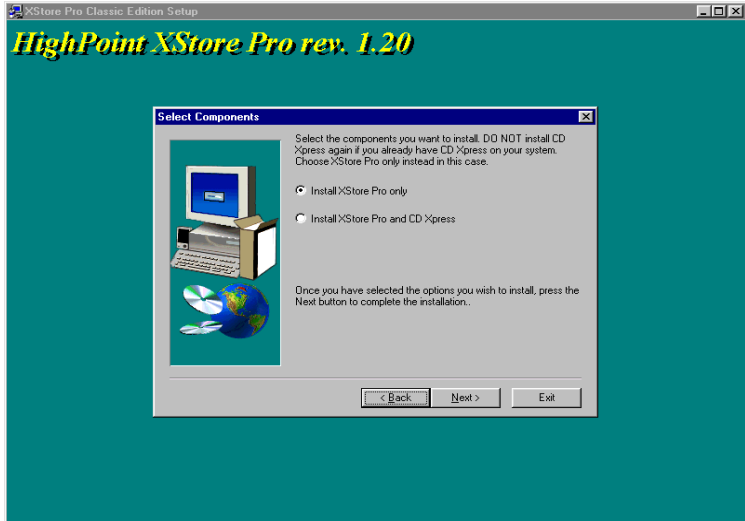 XStore Pro Classic Edition Setup
HighPoint XStore Pro rev. 1.20
Select Components
Select the components you want to install. DO NOT install CD
Xpress again if you already have CD Xpress on your system.
Choose XStore Pro only instead in this case.
Install XStore Pro only
Install XStore Pro and CD Xpress
Once you have selected the options you wish to install, press the
Next button to complete the installation..
< Back
Next >
Exit